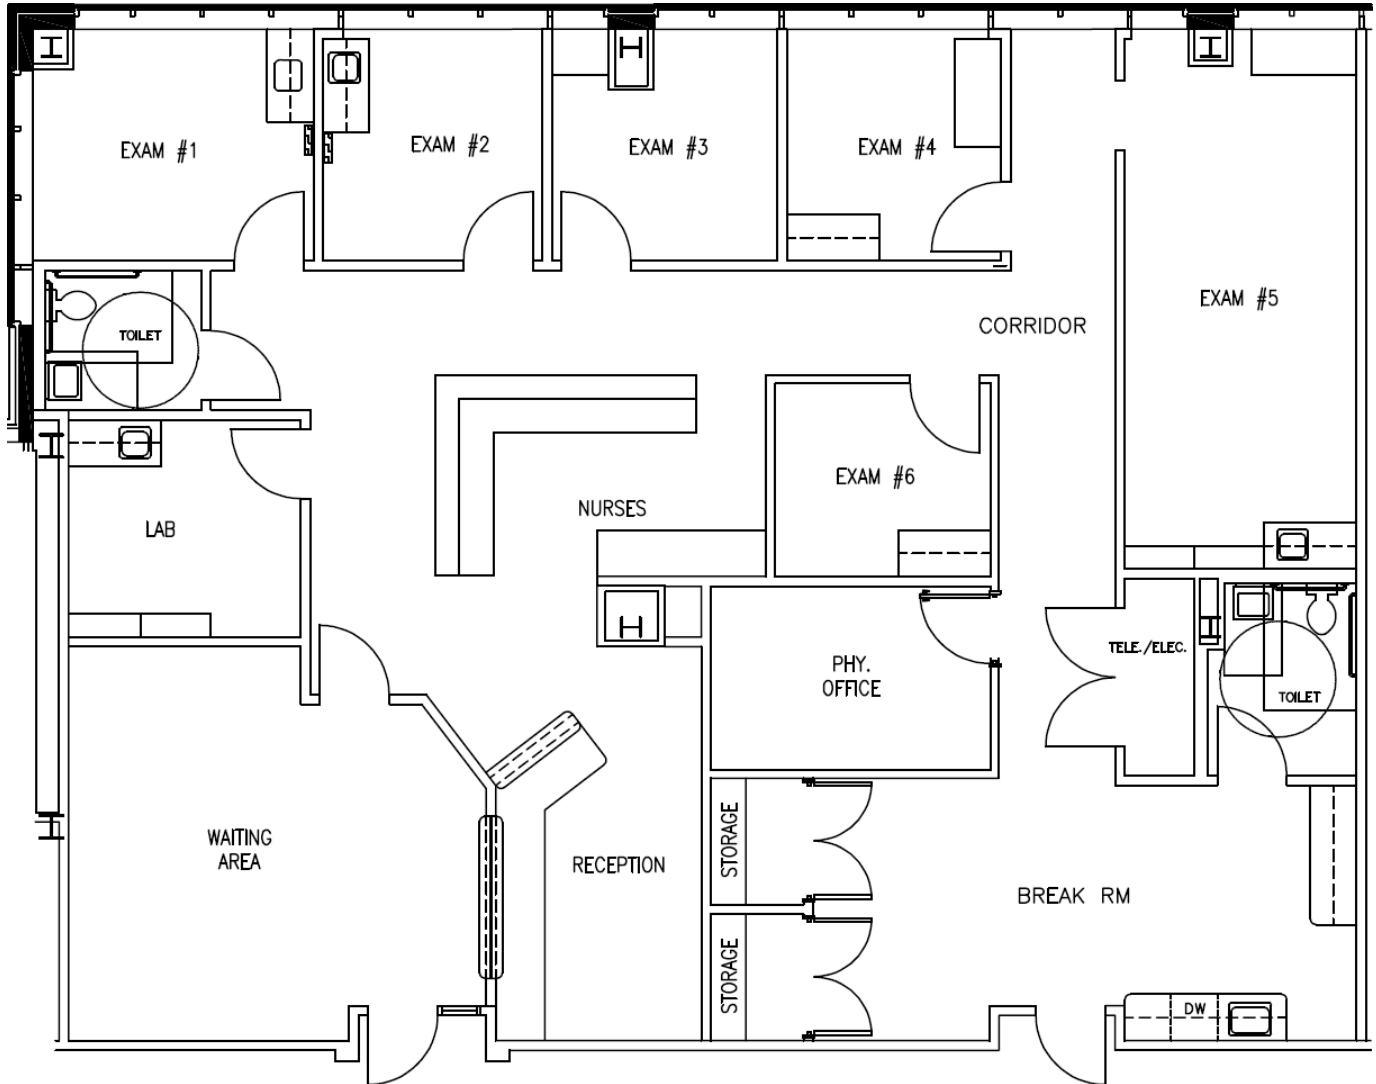 EXAM #1
EXAM #2
EXAM #3
EXAM #4
EXAM #5
CORRIDOR
TOILET
EXAM #6
NURSES
LAB
TELE./ELEC.
PHY.
OFFICE
TOILET
WAITING
AREA
RECEPTION
STORAGE
BREAK RM
STORAGE
DW